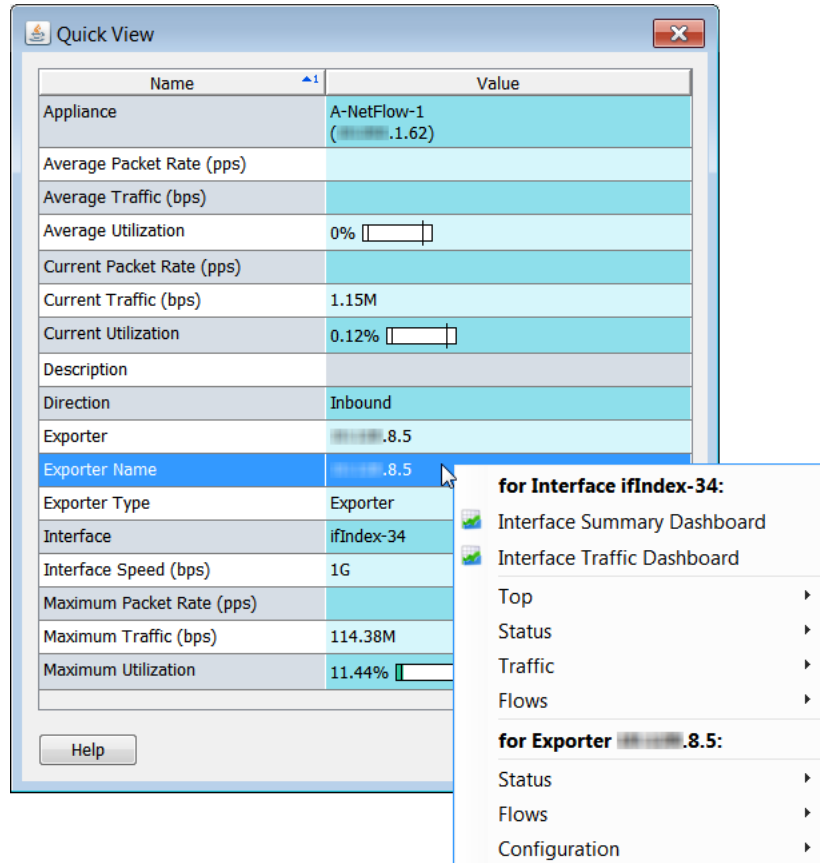 Quick View
Name 1 Value
Appliance A-NetFlow-1
( .1.62)
Average Packet Rate (pps)
Average Traffic (bps)
Average Utilization 0%
Current Packet Rate (pps)
Current Traffic (bps) 1.15M
Current Utilization 0.12%
Description
Direction Inbound
Exporter .8.5
Exporter Name .8.5
Exporter Type Exporter
Interface ifIndex-34
Interface Speed (bps) 1G
Maximum Packet Rate (pps)
Maximum Traffic (bps) 114.38M
Maximum Utilization 11.44%
Help
for Interface ifIndex-34:
Interface Summary Dashboard
Interface Traffic Dashboard
Top
Status
Traffic
Flows
for Exporter .8.5:
Status
Flows
Configuration